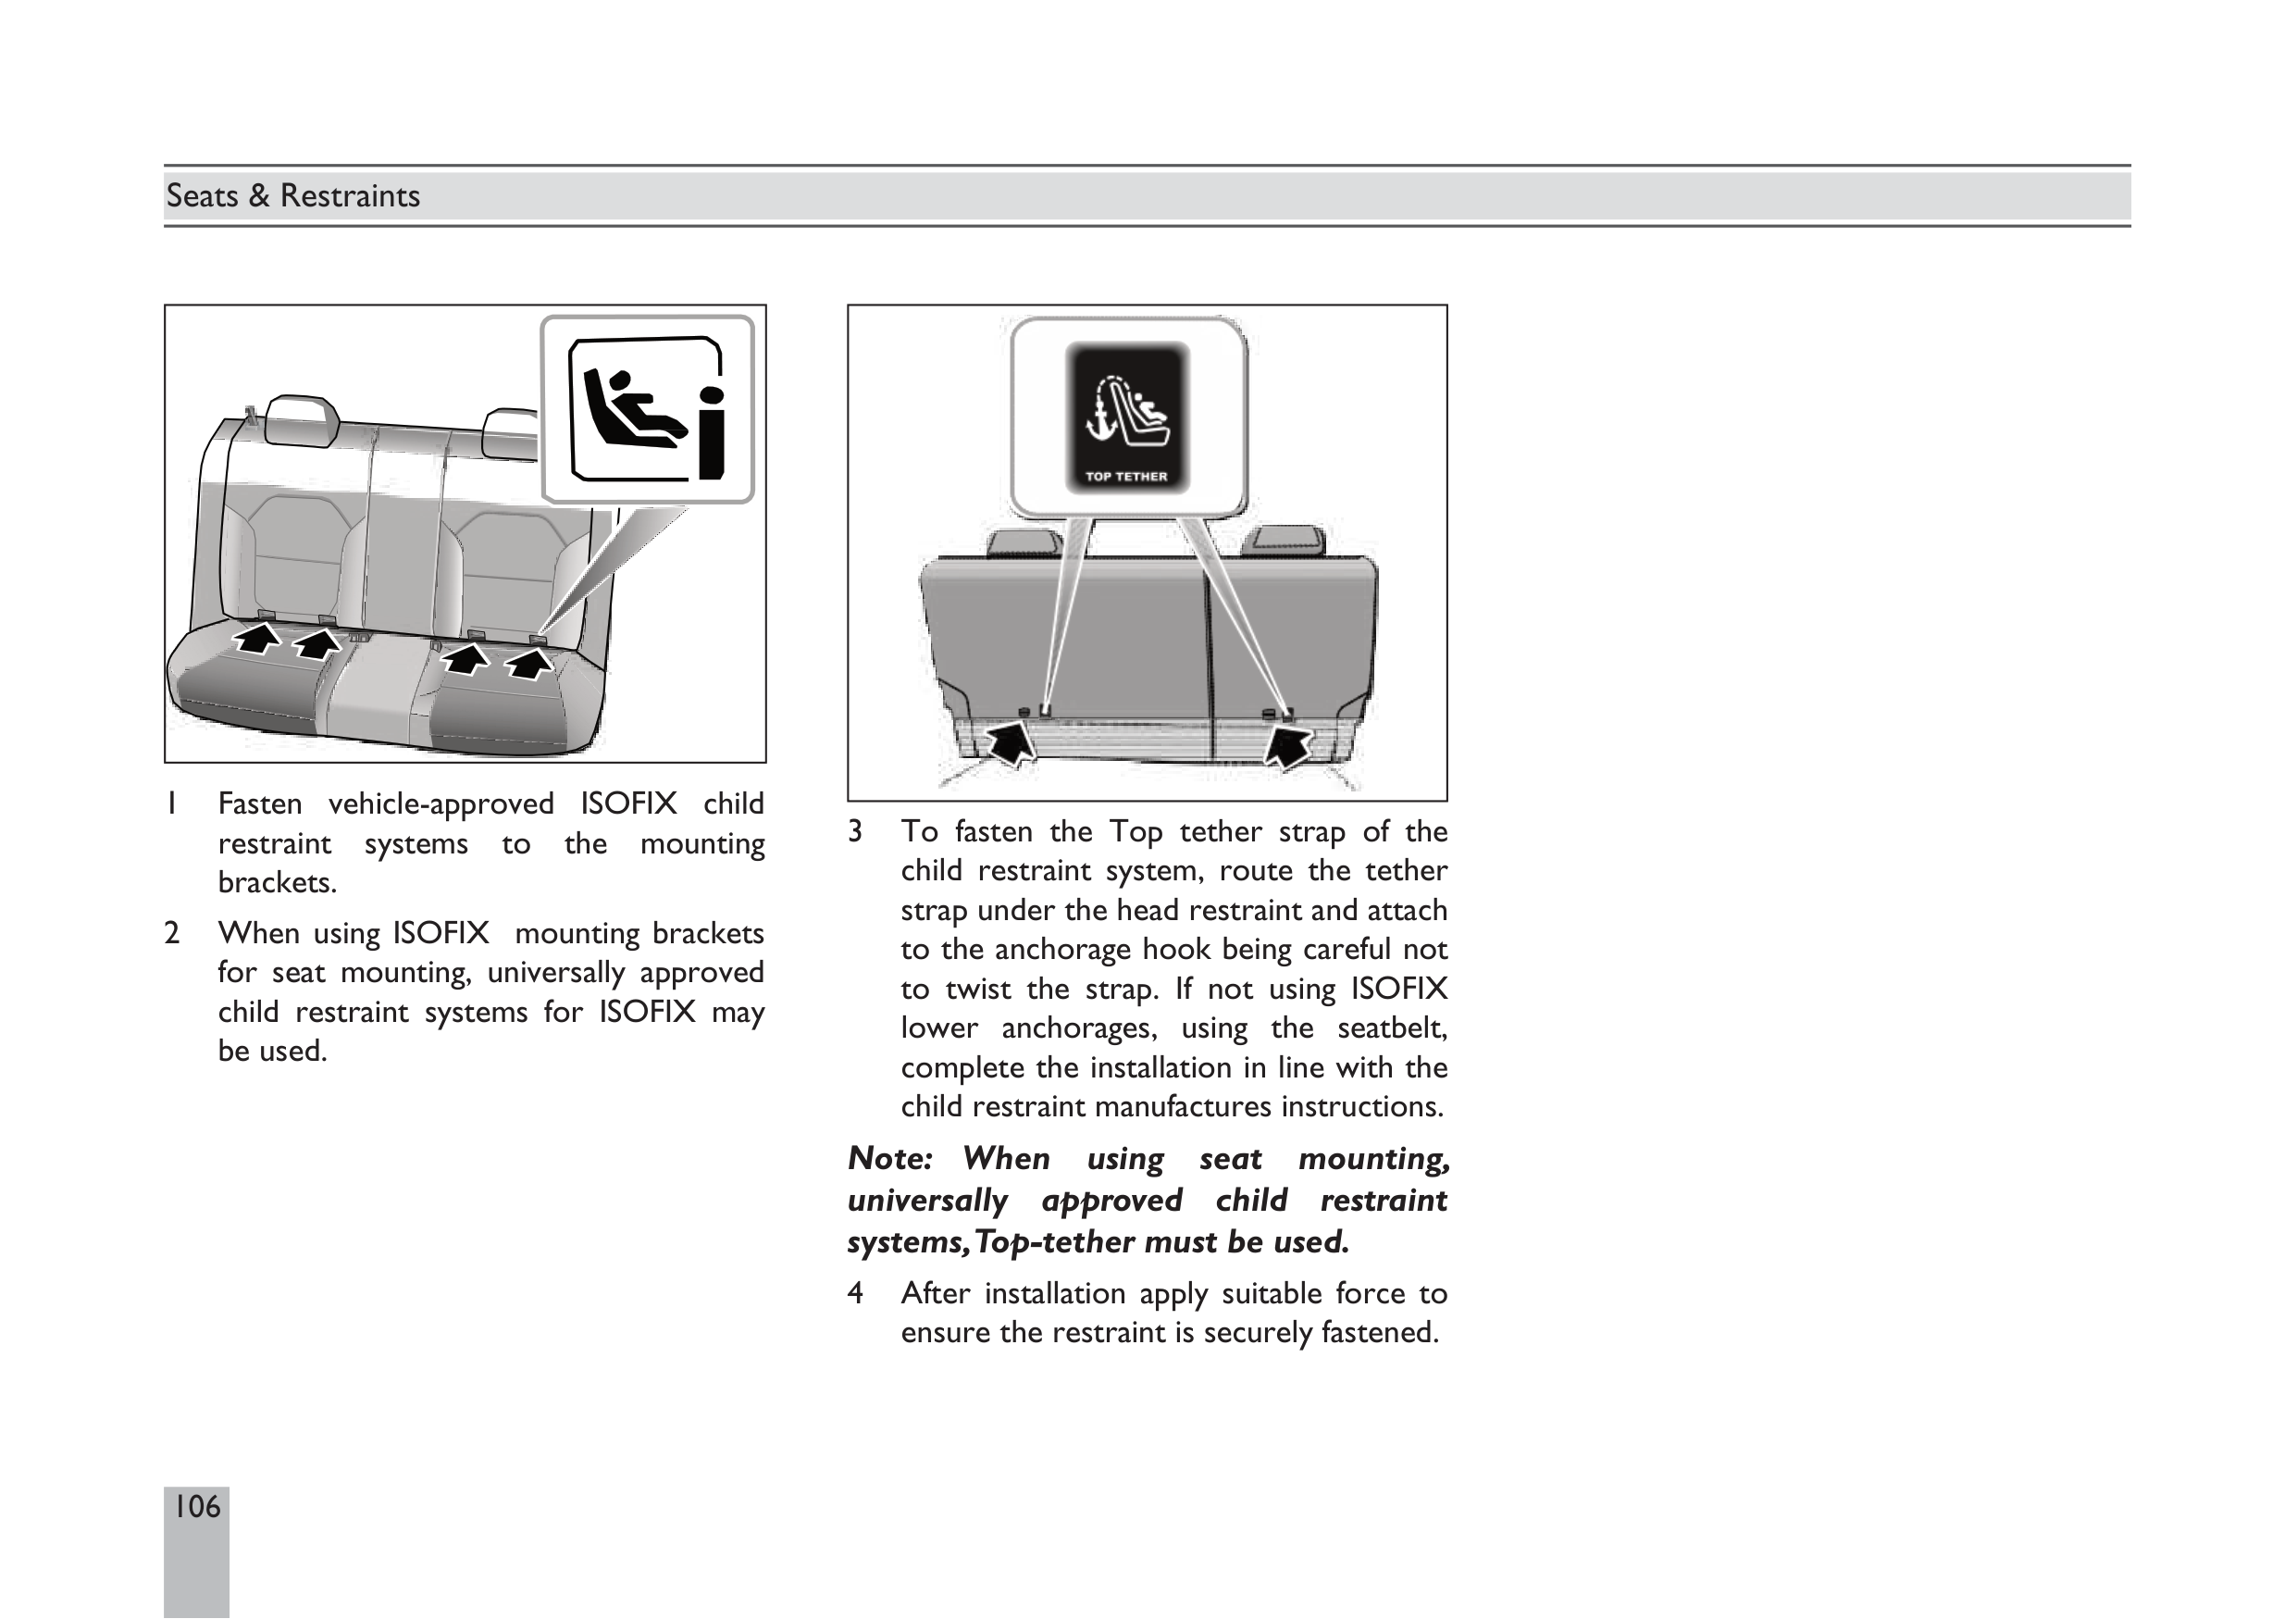 Seats & Restraints
TOP TETHER
1 Fasten vehicle-approved ISOFIX child
restraint systems to the mounting
brackets.
2 When using ISOFIX mounting brackets
for seat mounting, universally approved
child restraint systems for ISOFIX may
be used.
3 To fasten the Top tether strap of the
child restraint system, route the tether
strap under the head restraint and attach
to the anchorage hook being careful not
to twist the strap. If not using ISOFIX
lower anchorages, using the seatbelt,
complete the installation in line with the
child restraint manufactures instructions.
Note: When using seat mounting,
universally approved child restraint
systems, Top-tether must be used.
4 After installation apply suitable force to
ensure the restraint is securely fastened.
106